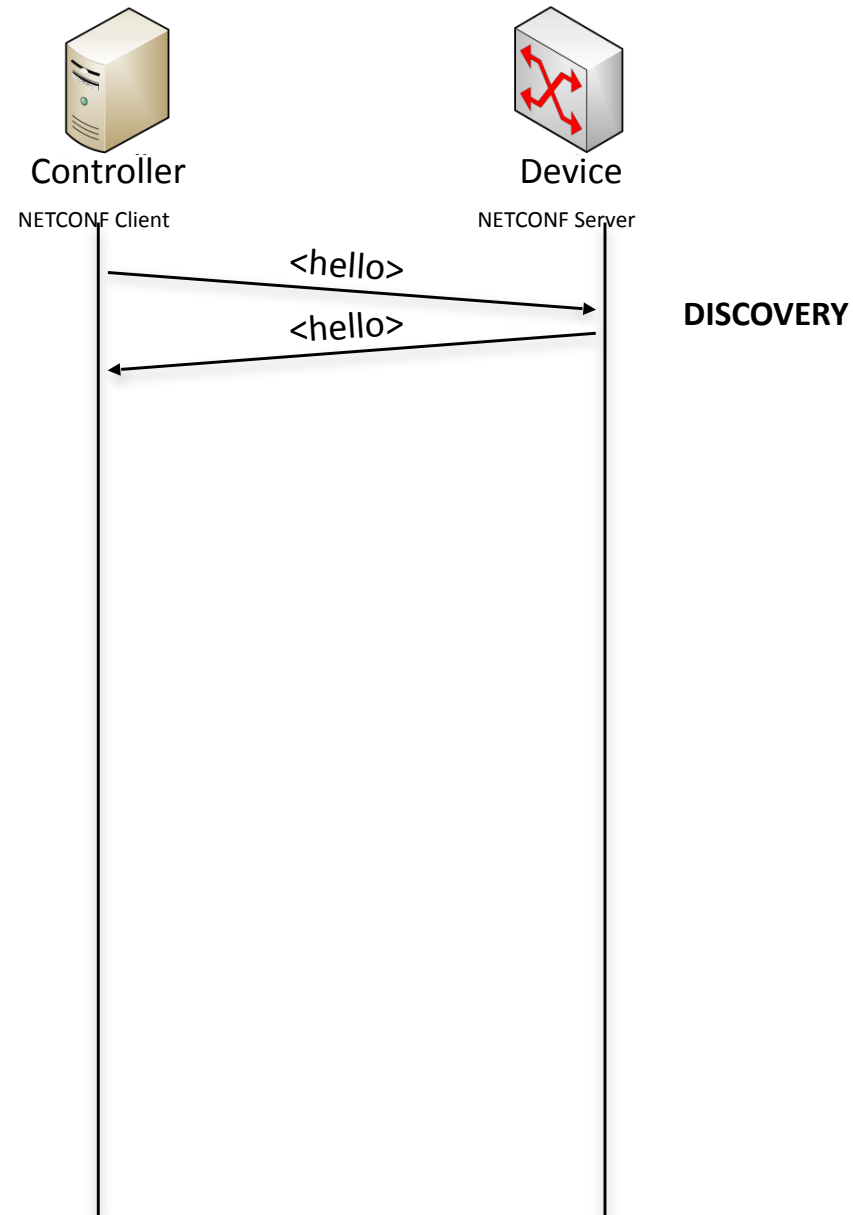 Controller
Device
NETCONF Client
NETCONF Server
<hello>
<hello>
DISCOVERY